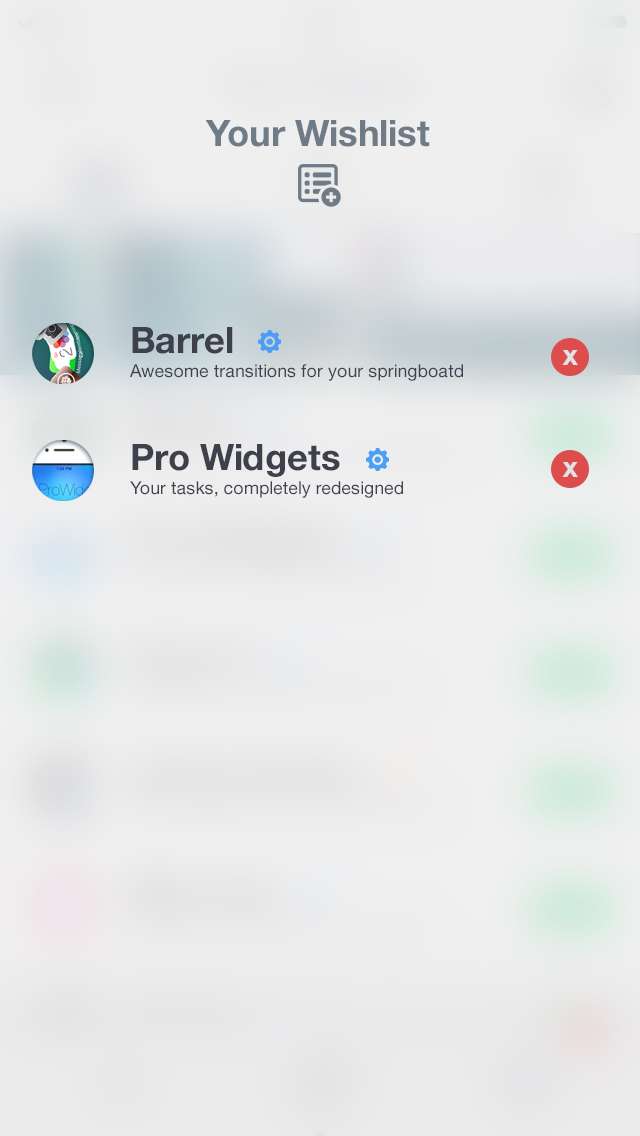 Your Wishlist
Barrel
Awesome transitions for your springboatd
x
Pro Widgets
Your tasks, completely redesigned
x